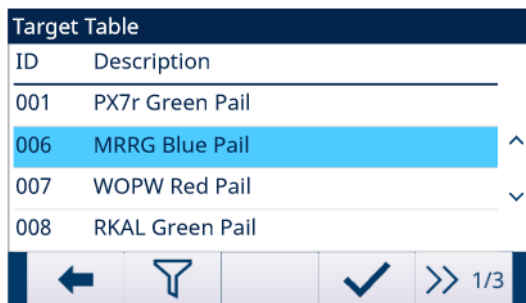 Target Table
ID Description
001 PX7r Green Pail
006 MRRG Blue Pail
007 WOPW Red Pail
008 RKAL Green Pail
1/3